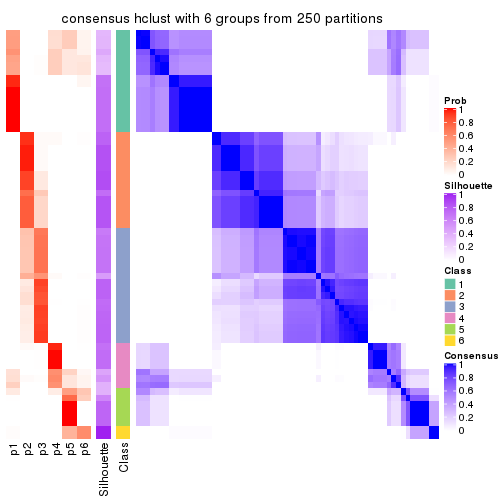 consensus hclust with 6 groups from 250 partitions
Prob
1
0.8
0.6
0.4
0.2
0
Silhouette
1
0.8
0.6
0.4
0.2
0
Class
1
2
3
4
5
6
Consensus
1
0.8
0.6
0.4
0.2
0
p1
p2
p3
p4
p5
p6
Silhouette
Class